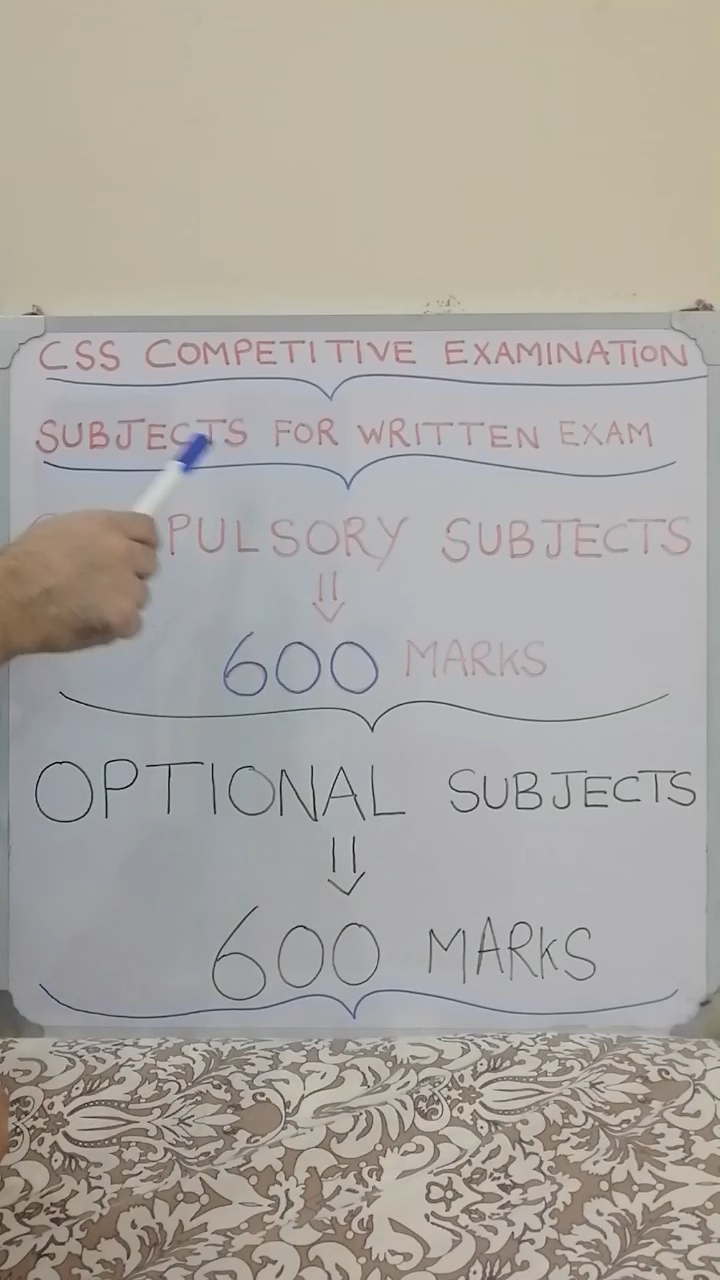 CSS COMPETITIVE EXAMINATION
SUBJECTS FOR WRITTEN EXAM
PULSORY SUBJECTS
600 MARKS
OPTIONAL SUBJECTS
600 MARKS